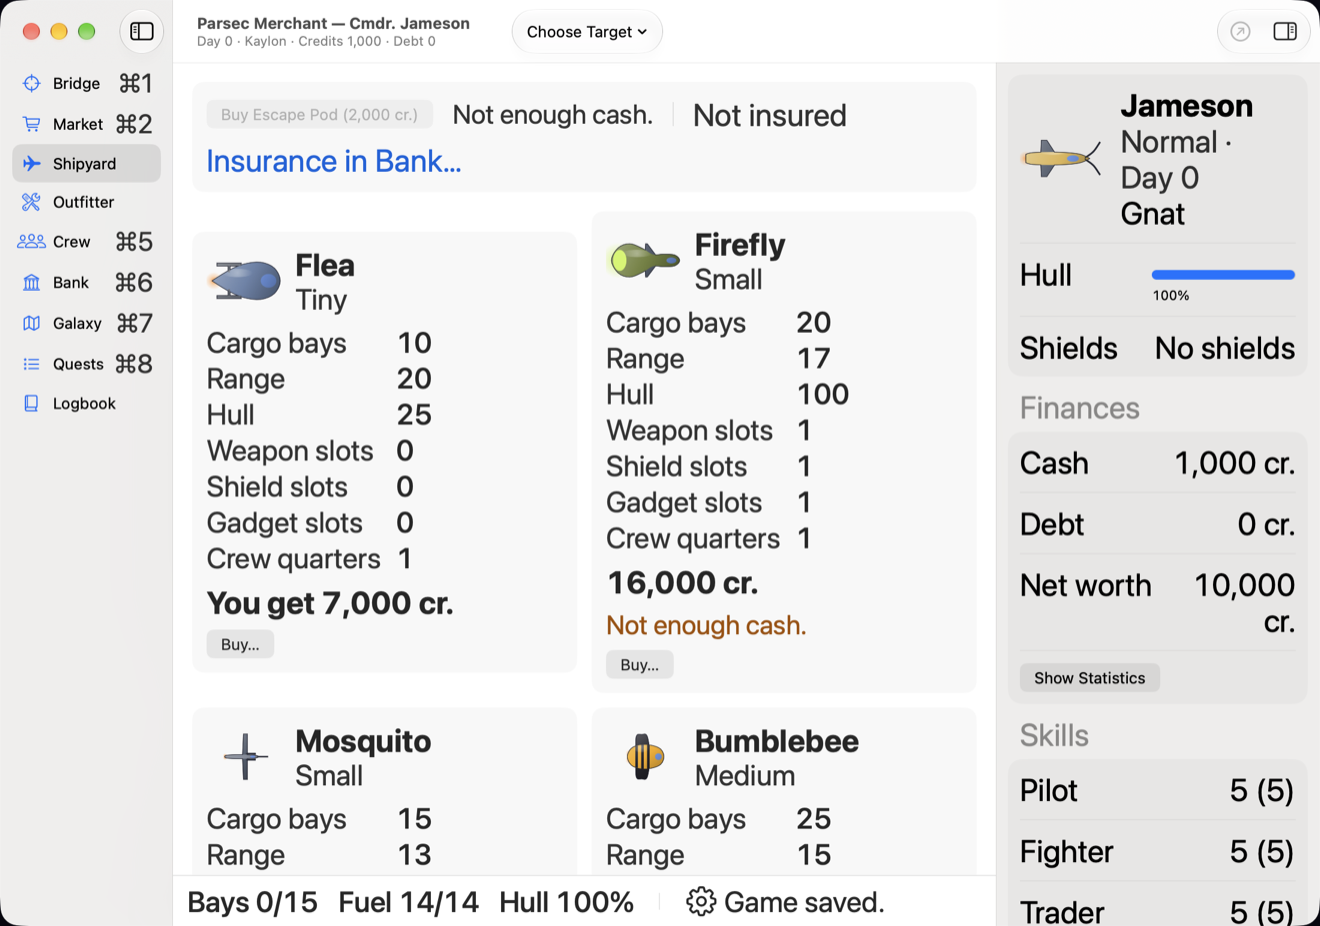 Parsec Merchant — Cmdr. Jameson
Day 0 · Kaylon · Credits 1,000 · Debt 0
Choose Target
Bridge ⌘1
Market ⌘2
Shipyard
Outfitter
Crew ⌘5
Bank ⌘6
Galaxy ⌘7
Quests ⌘8
Logbook
Buy Escape Pod (2,000 cr.) Not enough cash. Not insured
Insurance in Bank...
Flea
Tiny
Cargo bays 10
Range 20
Hull 25
Weapon slots 0
Shield slots 0
Gadget slots 0
Crew quarters 1
You get 7,000 cr.
Buy...
Firefly
Small
Cargo bays 20
Range 17
Hull 100
Weapon slots 1
Shield slots 1
Gadget slots 1
Crew quarters 1
16,000 cr.
Not enough cash.
Buy...
Mosquito
Small
Cargo bays 15
Range 13
Bumblebee
Medium
Cargo bays 25
Range 15
Bays 0/15 Fuel 14/14 Hull 100% Game saved.
Jameson
Normal ·
Day 0
Gnat
Hull
100%
Shields No shields
Finances
Cash 1,000 cr.
Debt 0 cr.
Net worth 10,000
cr.
Show Statistics
Skills
Pilot 5 (5)
Fighter 5 (5)
Trader 5 (5)